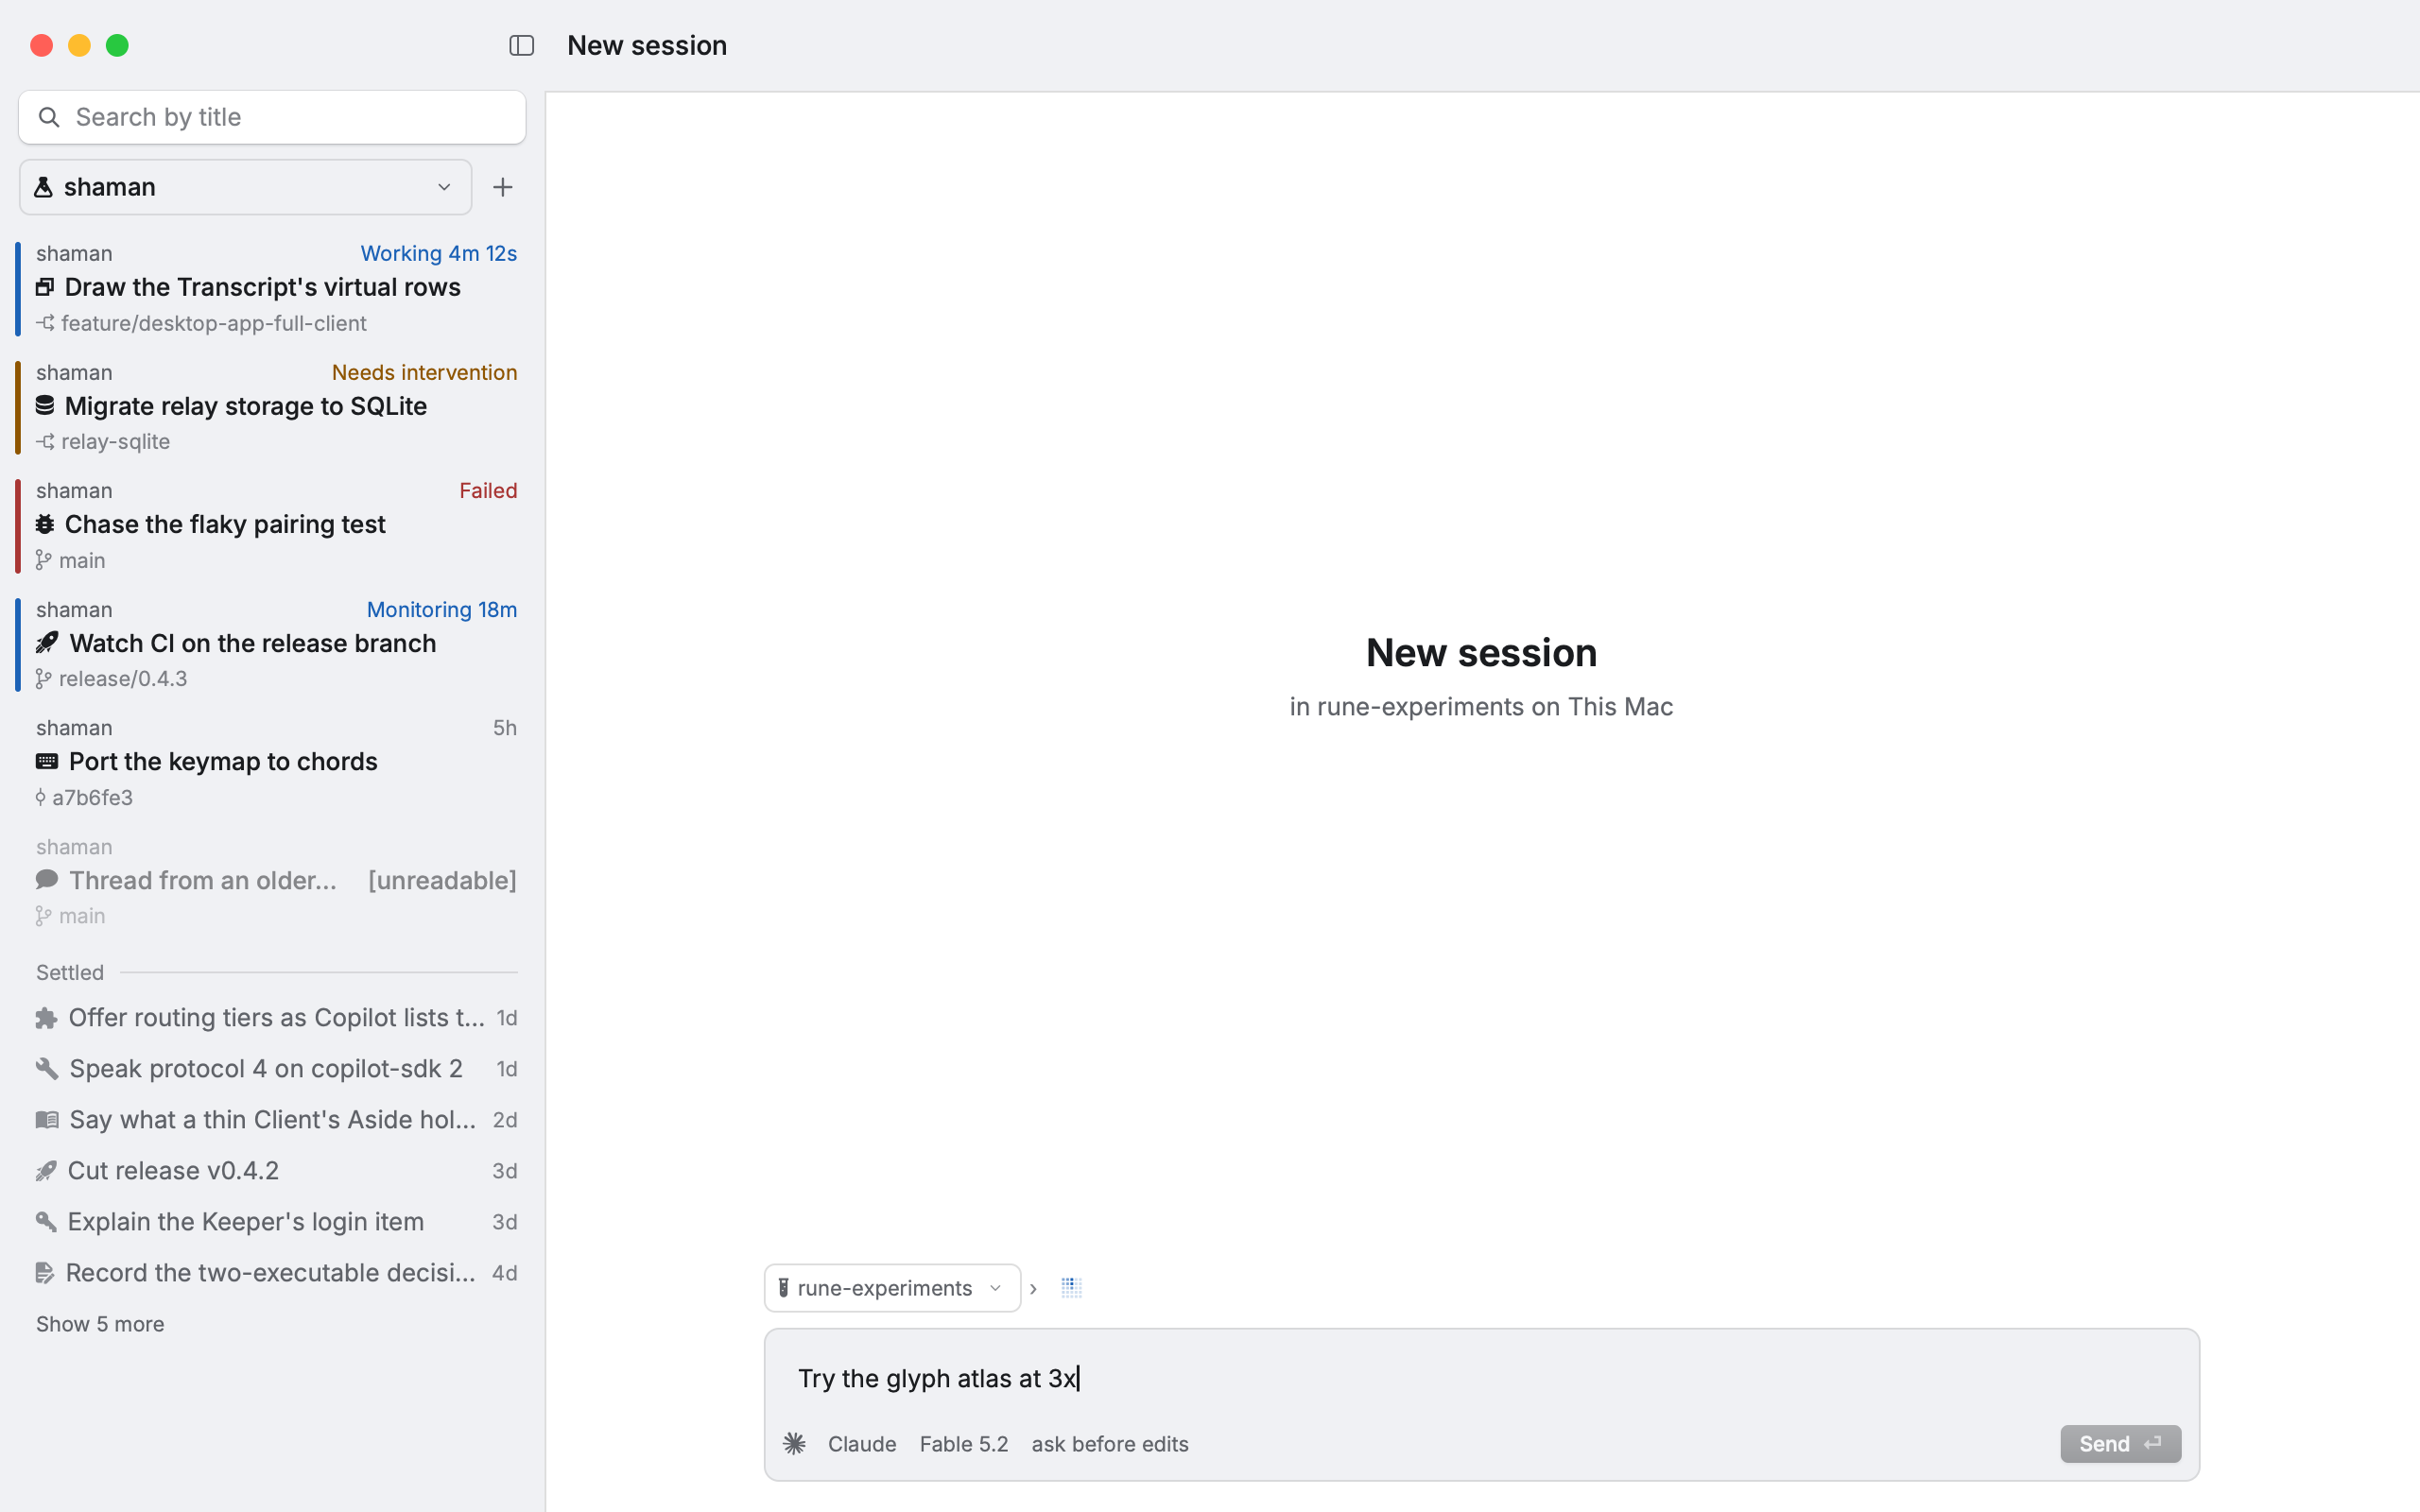 New session
Search by title
shaman
shaman Working 4m 12s
Draw the Transcript's virtual rows
feature/desktop-app-full-client
shaman Needs intervention
Migrate relay storage to SQLite
relay-sqlite
shaman Failed
Chase the flaky pairing test
main
shaman Monitoring 18m
Watch CI on the release branch
release/0.4.3
shaman 5h
Port the keymap to chords
a7b6fe3
shaman
Thread from an older... [unreadable]
main
Settled
Offer routing tiers as Copilot lists t... 1d
Speak protocol 4 on copilot-sdk 2 1d
Say what a thin Client's Aside hol... 2d
Cut release v0.4.2 3d
Explain the Keeper's login item 3d
Record the two-executable decisi... 4d
Show 5 more
New session
in rune-experiments on This Mac
rune-experiments
Try the glyph atlas at 3x
Claude Fable 5.2 ask before edits
Send